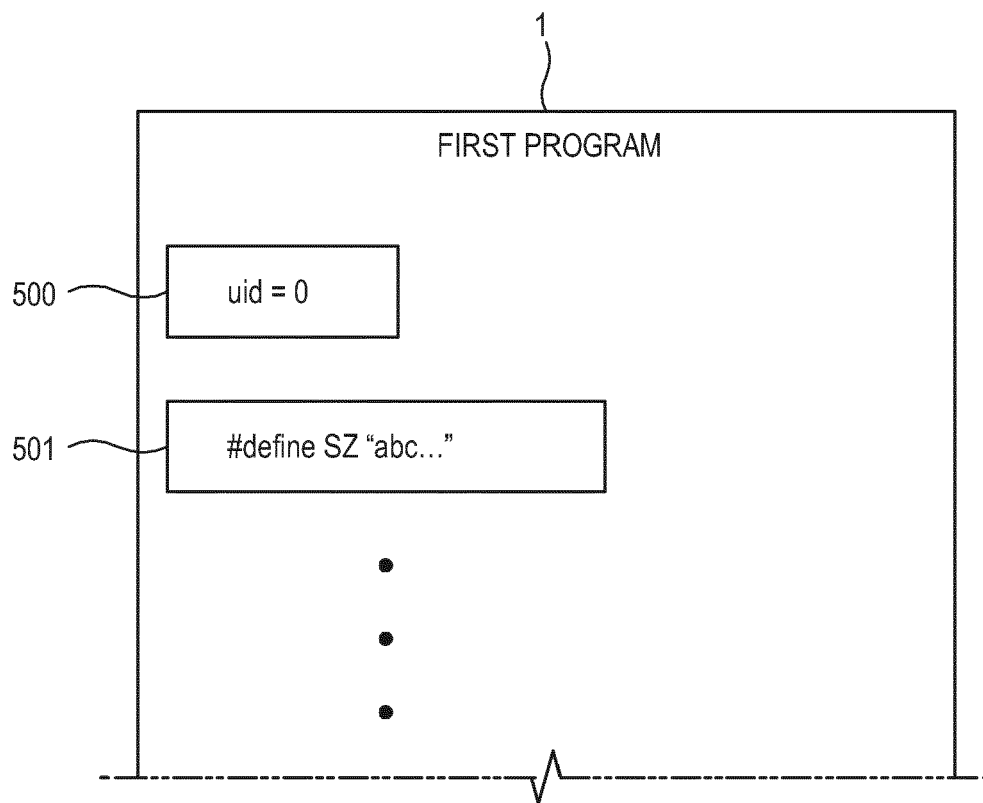 1
FIRST PROGRAM
500
uid = 0
501
#define SZ “abc...”